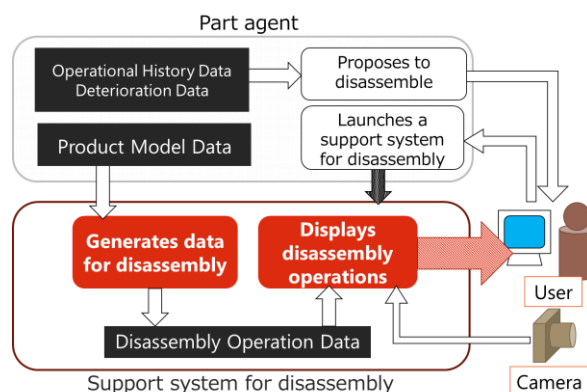 Part agent
Operational History Data
Deterioration Data
Proposes to
disassemble
Product Model Data
Launches a
support system
for disassembly
Generates data
for disassembly
Displays
disassembly
operations
User
Disassembly Operation Data
Camera
Support system for disassembly